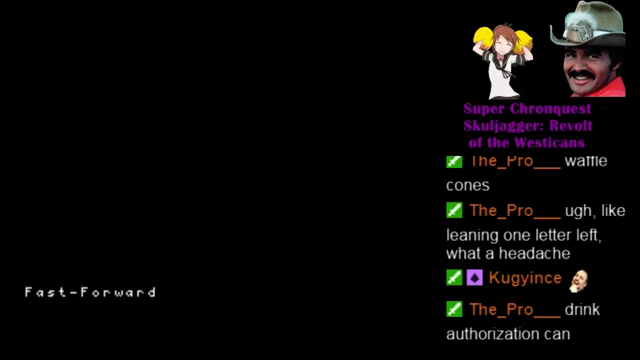 Super Chronquest
Skuljagger: Revolt
of the Westicans
The_Pro___ waffle
cones
The_Pro___ ugh, like
leaning one letter left,
what a headache
Kugyince
The_Pro___ drink
authorization can
Fast-Forward